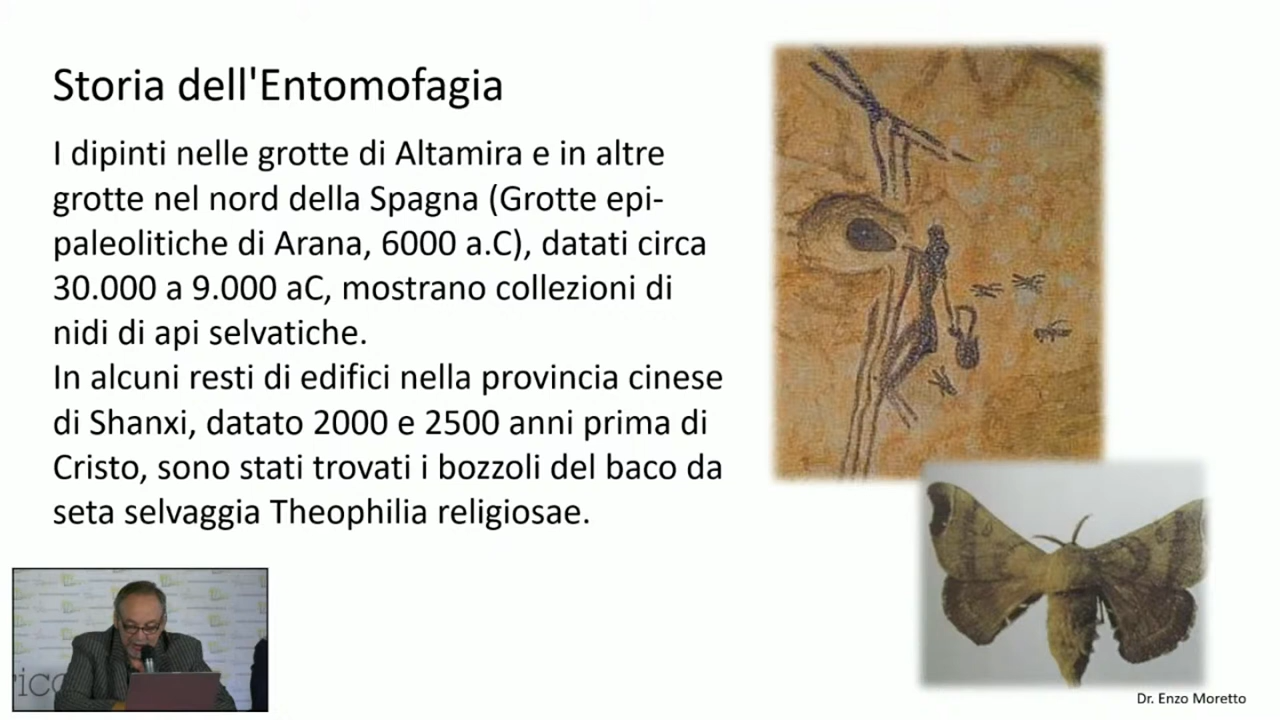 Storia dell'Entomofagia
I dipinti nelle grotte di Altamira e in altre
grotte nel nord della Spagna (Grotte epi-
paleolitiche di Arana, 6000 a.C), datati circa
30.000 a 9.000 aC, mostrano collezioni di
nidi di api selvatiche.
In alcuni resti di edifici nella provincia cinese
di Shanxi, datato 2000 e 2500 anni prima di
Cristo, sono stati trovati i bozzoli del baco da
seta selvaggia Theophilia religiosae.
Dr. Enzo Moretto